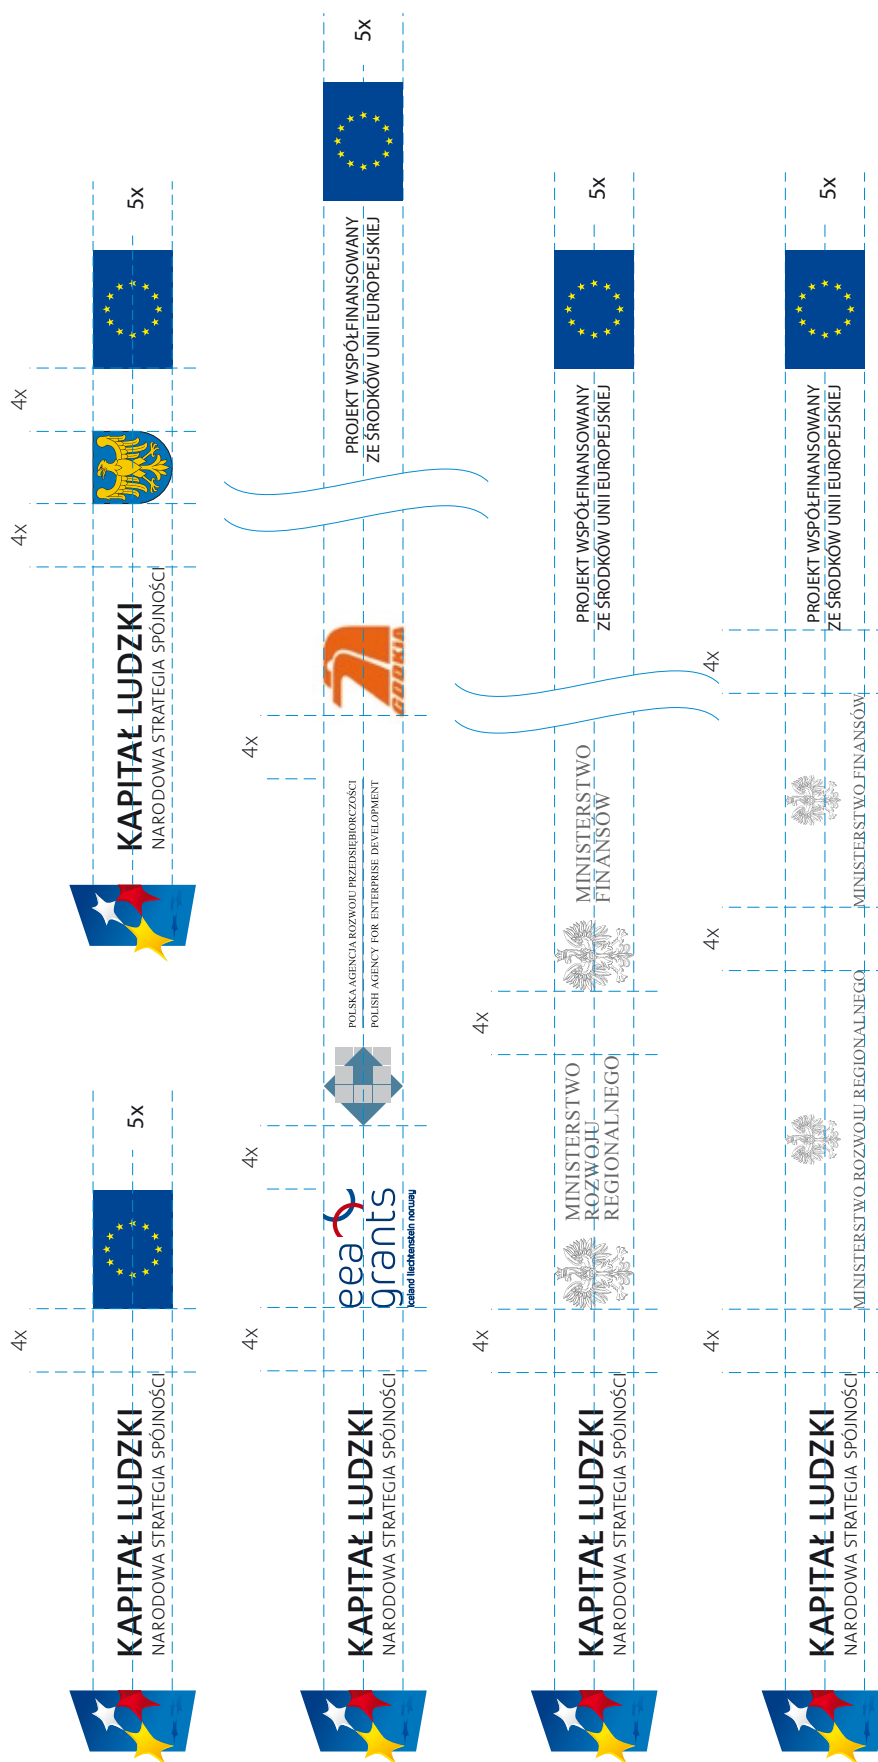 KAPITAŁ LUDZKI
NARODOWA STRATEGIA SPÓJNOŚCI
4x
5x
KAPITAŁ LUDZKI
NARODOWA STRATEGIA SPÓJNOŚCI
4x
4x
5x
KAPITAŁ LUDZKI
NARODOWA STRATEGIA SPÓJNOŚCI
4x
eea
grants
iceland liechtenstein norway
4x
POLSKA AGENCJA ROZWOJU PRZEDSIĘBIORCZOŚCI
POLISH AGENCY FOR ENTERPRISE DEVELOPMENT
4x
PROJEKT WSPÓŁFINANSOWANY
ZE ŚRODKÓW UNII EUROPEJSKIEJ
5x
KAPITAŁ LUDZKI
NARODOWA STRATEGIA SPÓJNOŚCI
4x
MINISTERSTWO
ROZWOJU
REGIONALNEGO
4x
MINISTERSTWO
FINANSÓW
PROJEKT WSPÓŁFINANSOWANY
ZE ŚRODKÓW UNII EUROPEJSKIEJ
5x
KAPITAŁ LUDZKI
NARODOWA STRATEGIA SPÓJNOŚCI
4x
MINISTERSTWO ROZWOJU REGIONALNEGO
4x
MINISTERSTWO FINANSÓW
4x
PROJEKT WSPÓŁFINANSOWANY
ZE ŚRODKÓW UNII EUROPEJSKIEJ
5x